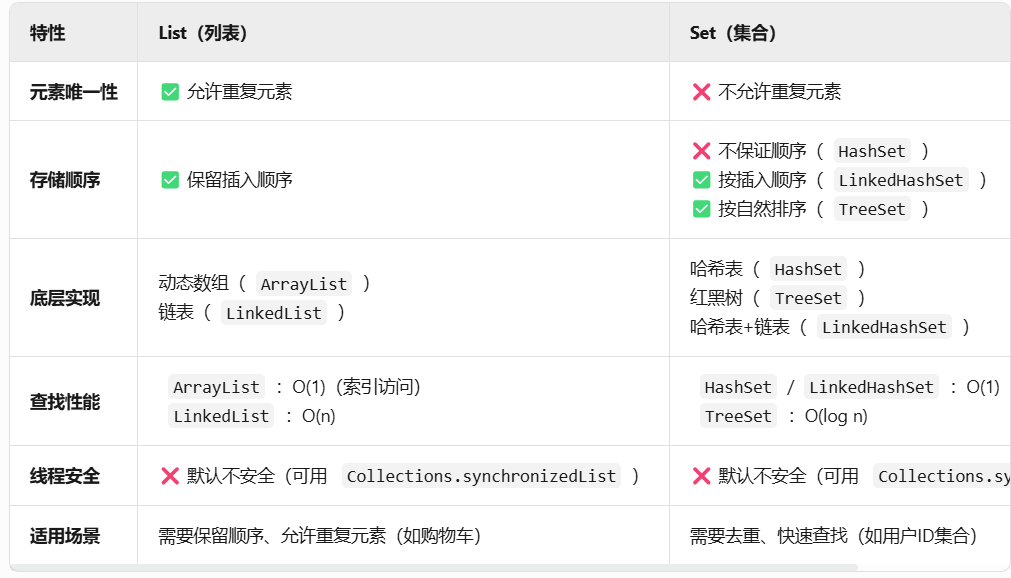 特性 List（列表） Set（集合）
元素唯一性 ✅ 允许重复元素 ❌ 不允许重复元素
存储顺序 ✅ 保留插入顺序 ❌ 不保证顺序（ HashSet ）
✅ 按插入顺序（ LinkedHashSet ）
✅ 按自然排序（ TreeSet ）
底层实现 动态数组（ ArrayList ）
链表（ LinkedList ）
哈希表（ HashSet ）
红黑树（ TreeSet ）
哈希表+链表（ LinkedHashSet ）
查找性能 ArrayList ：O(1)（索引访问）
LinkedList ：O(n)
HashSet / LinkedHashSet ：O(1)
TreeSet ：O(log n)
线程安全 ❌ 默认不安全（可用 Collections.synchronizedList ） ❌ 默认不安全（可用 Collections.sy
适用场景 需要保留顺序、允许重复元素（如购物车） 需要去重、快速查找（如用户ID集合）